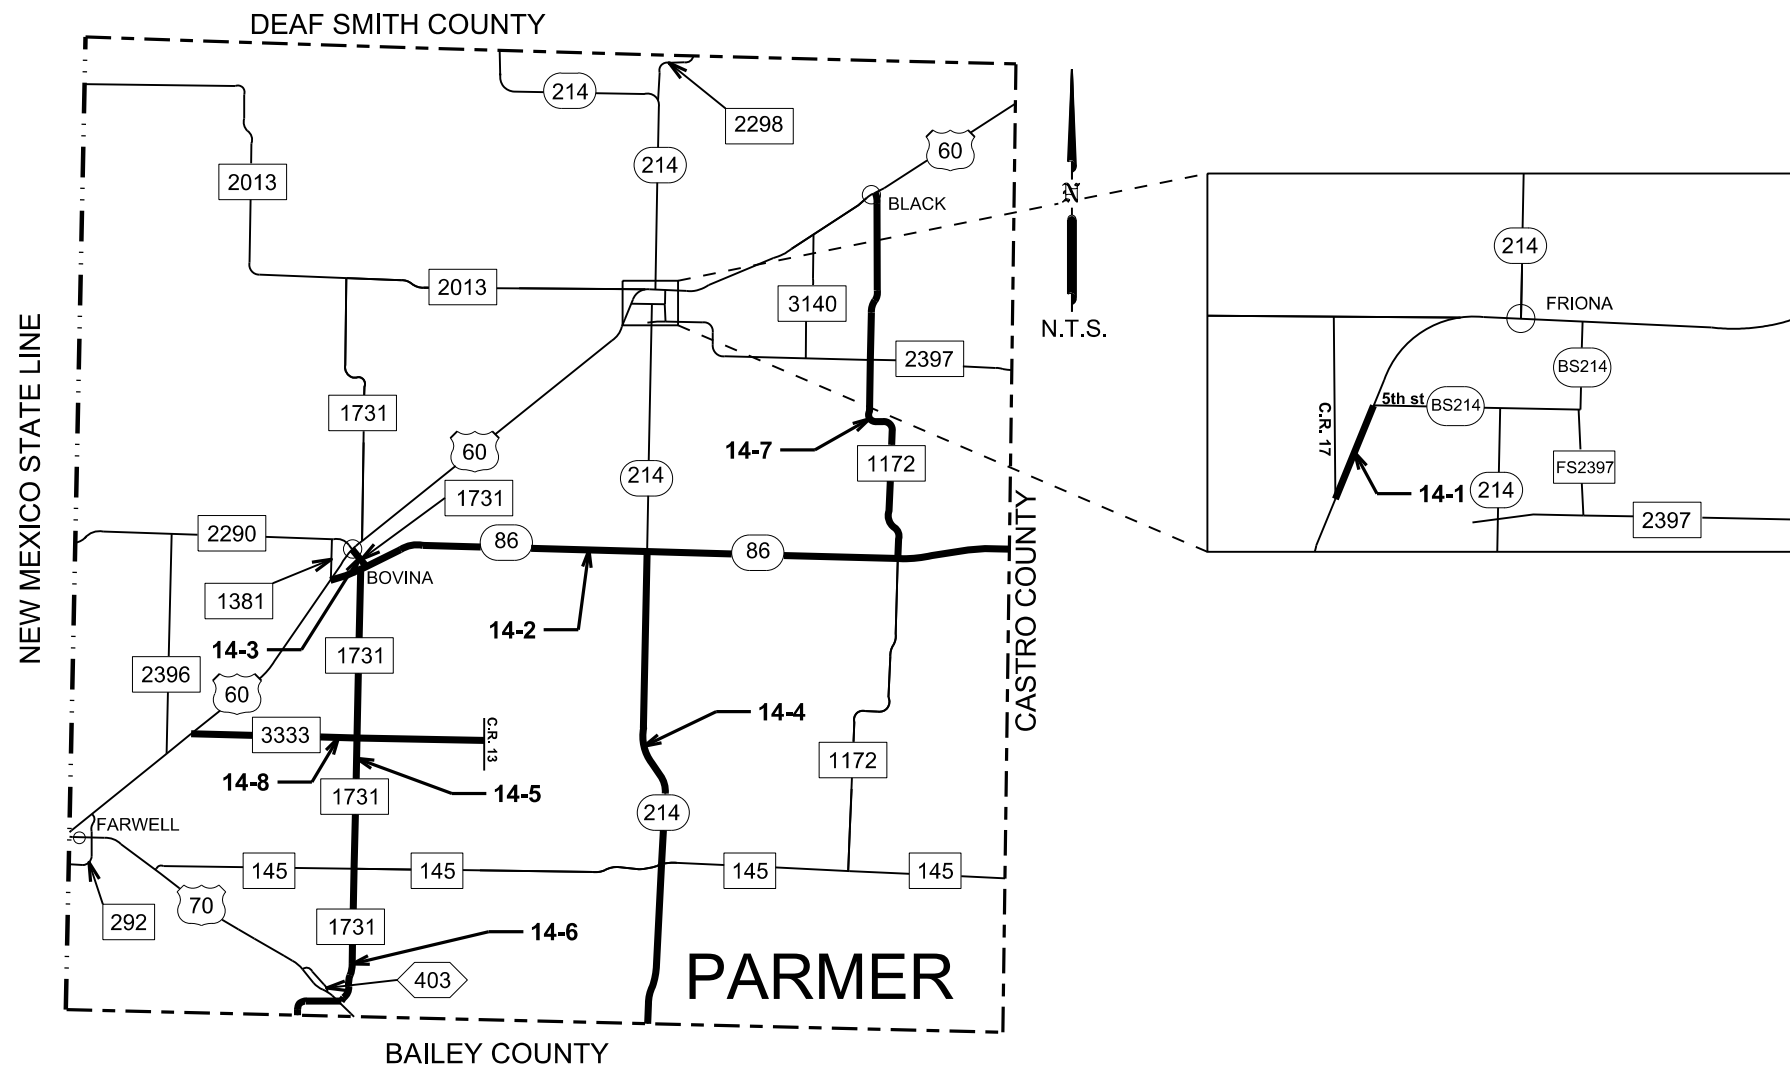 DEAF SMITH COUNTY
214
2298
60
214
2013
BLACK
N
214
2013
3140
FRIONA
NEW MEXICO STATE LINE
N.T.S.
2397
BS214
1731
5th st
BS214
C.R. 17
60
14-7
1172
214
FS2397
14-1
214
1731
2397
2290
86
86
CASTRO COUNTY
BOVINA
1381
14-2
14-3
1731
2396
60
14-4
3333
C.R. 13
1172
14-8
14-5
1731
214
FARWELL
145
145
145
145
70
292
1731
14-6
403
PARMER
BAILEY COUNTY